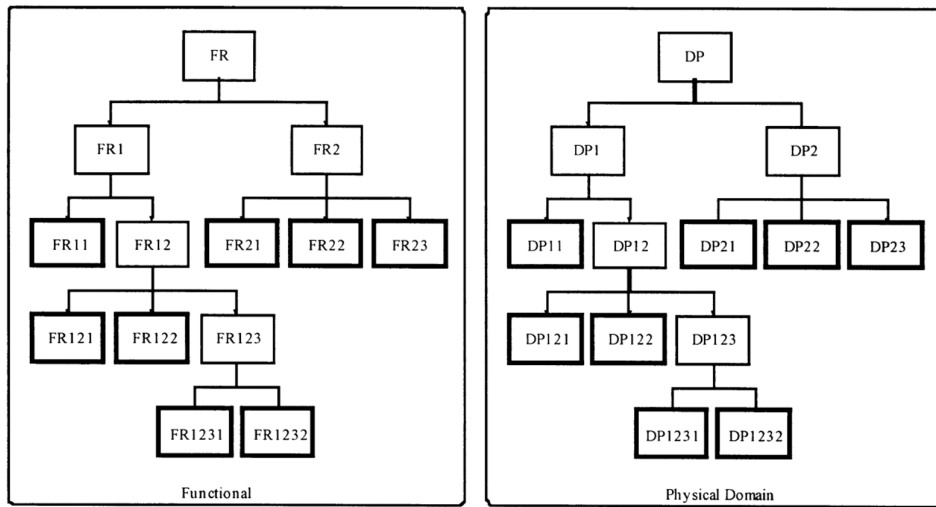 FR
FR1
FR2
FR11
FR12
FR21
FR22
FR23
FR121
FR122
FR123
FR1231
FR1232
Functional
DP
DP1
DP2
DP11
DP12
DP21
DP22
DP23
DP121
DP122
DP123
DP1231
DP1232
Physical Domain